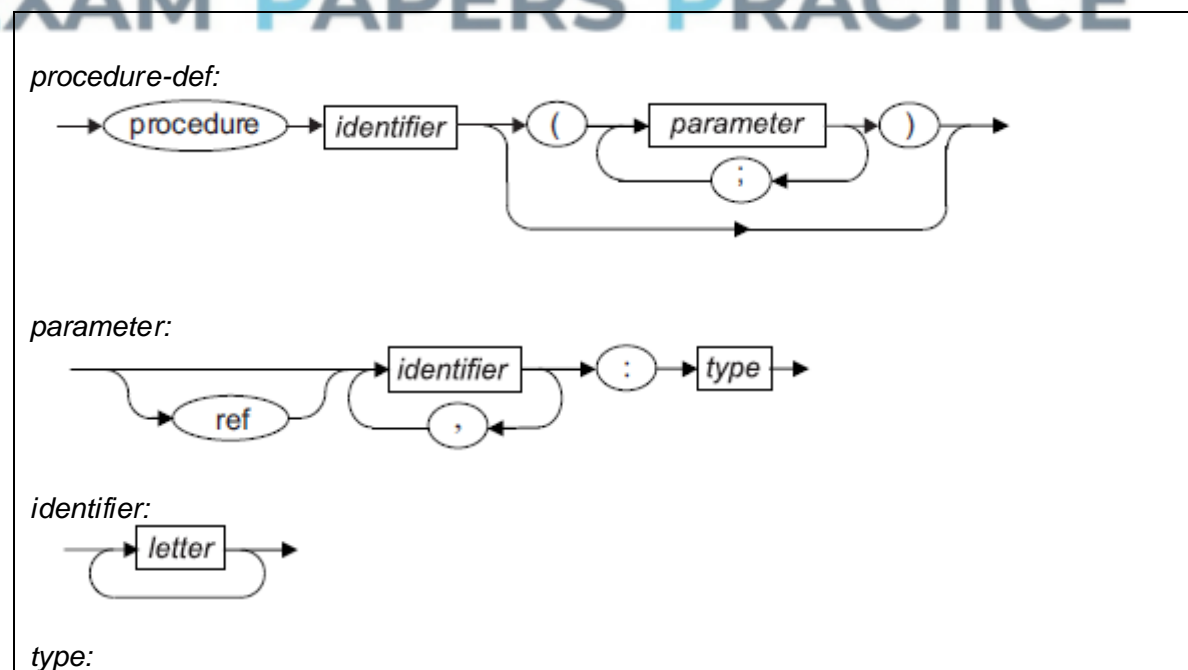 XAM PAPERS PRACTICE
procedure-def:
procedure identifier ( parameter )
;
parameter:
identifier : type
ref ,
identifier:
letter
type: